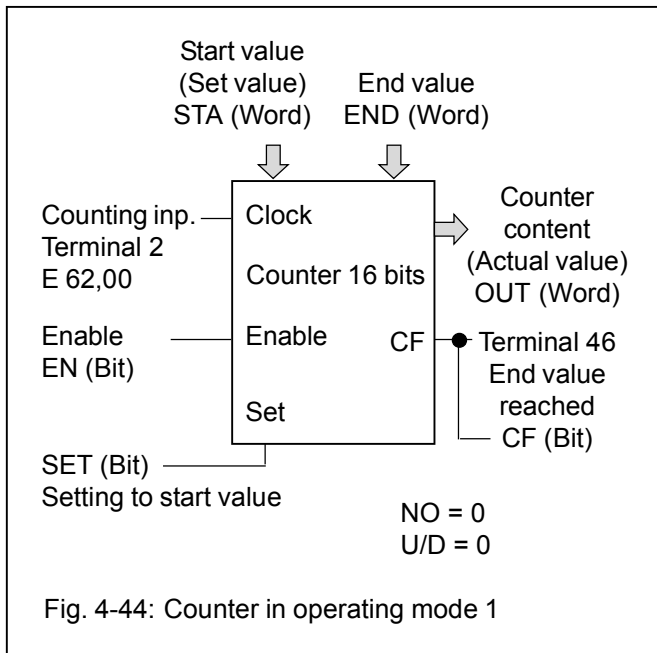 Start value
(Set value)
STA (Word)
End value
END (Word)
Counting inp.
Terminal 2
E 62,00
Clock
Counter 16 bits
Counter
content
(Actual value)
OUT (Word)
Enable
EN (Bit)
Enable
CF
Terminal 46
End value
reached
CF (Bit)
Set
SET (Bit)
Setting to start value
NO = 0
U/D = 0
Fig. 4-44: Counter in operating mode 1